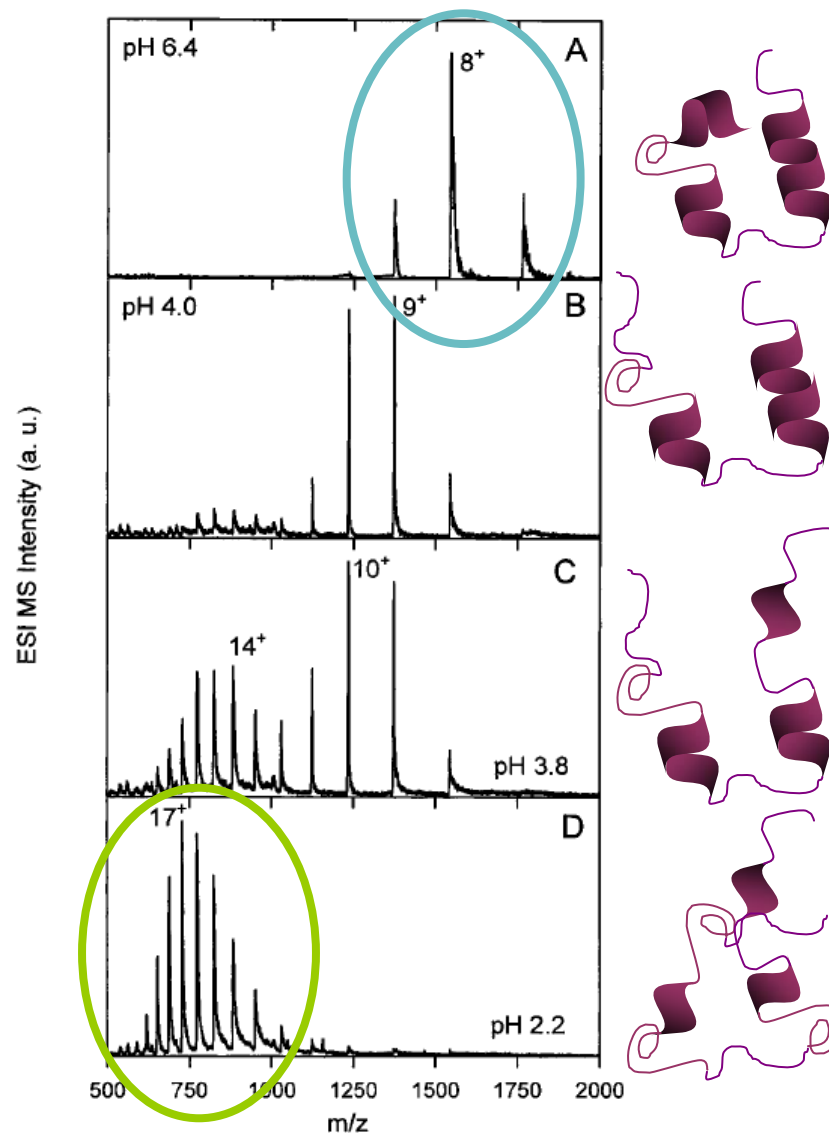 pH 6.4
A
8+
pH 4.0
9+
B
10+
C
14+
pH 3.8
17+
D
pH 2.2
500 750 1000 1250 1500 1750 2000
m/z
ESI MS Intensity (a. u.)